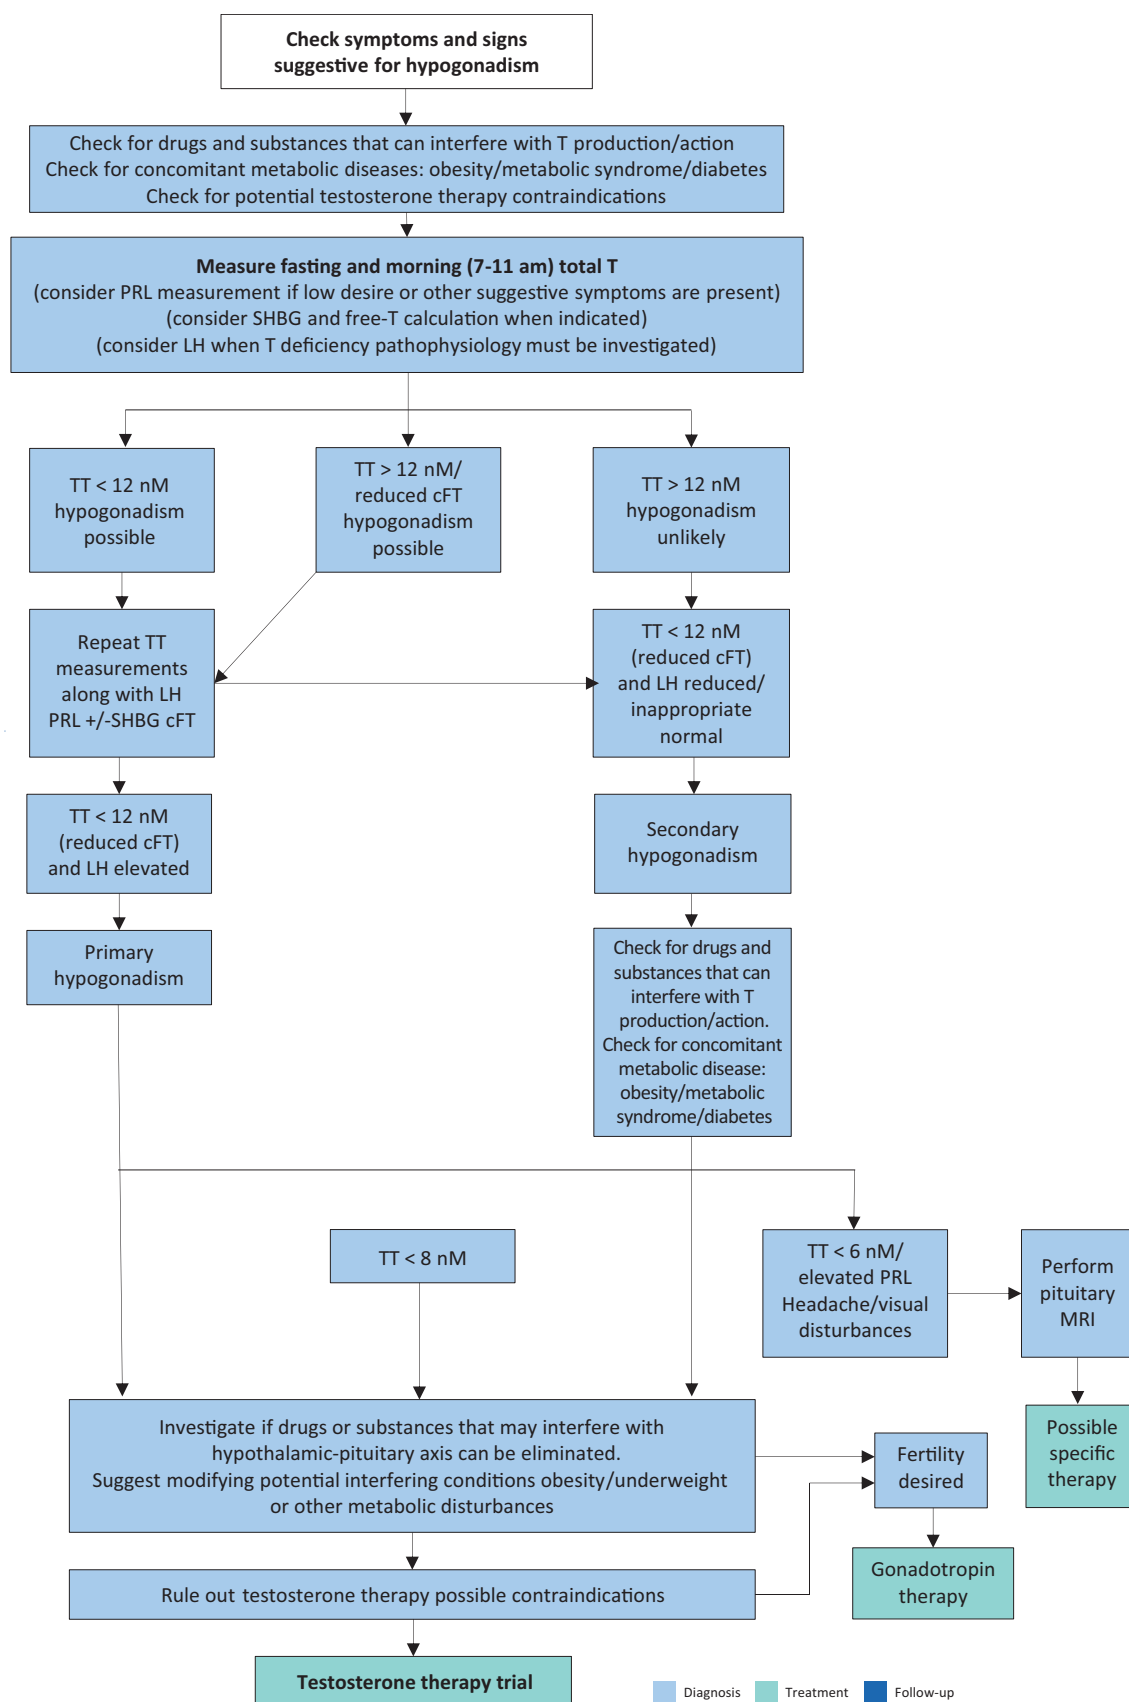 Check symptoms and signs
suggestive for hypogonadism
Check for drugs and substances that can interfere with T production/action
Check for concomitant metabolic diseases: obesity/metabolic syndrome/diabetes
Check for potential testosterone therapy contraindications
Measure fasting and morning (7-11 am) total T
(consider PRL measurement if low desire or other suggestive symptoms are present)
(consider SHBG and free-T calculation when indicated)
(consider LH when T deficiency pathophysiology must be investigated)
TT < 12 nM
hypogonadism
possible
TT > 12 nM/
reduced cFT
hypogonadism
possible
TT > 12 nM
hypogonadism
unlikely
Repeat TT
measurements
along with LH
PRL +/-SHBG cFT
TT < 12 nM
(reduced cFT)
and LH reduced/
inappropriate
normal
TT < 12 nM
(reduced cFT)
and LH elevated
Secondary
hypogonadism
Primary
hypogonadism
Check for drugs and
substances that can
interfere with T
production/action.
Check for concomitant
metabolic disease:
obesity/metabolic
syndrome/diabetes
TT < 8 nM
TT < 6 nM/
elevated PRL
Headache/visual
disturbances
Perform
pituitary
MRI
Investigate if drugs or substances that may interfere with
hypothalamic-pituitary axis can be eliminated.
Suggest modifying potential interfering conditions obesity/underweight
or other metabolic disturbances
Fertility
desired
Possible
specific
therapy
Rule out testosterone therapy possible contraindications
Gonadotropin
therapy
Testosterone therapy trial
Diagnosis
Treatment
Follow-up